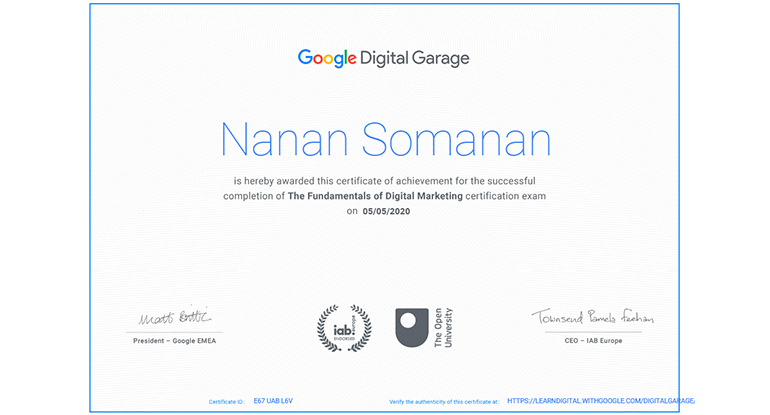 Google Digital Garage
Nanan Somanan
is hereby awarded this certificate of achievement for the successful
completion of The Fundamentals of Digital Marketing certification exam
on 05/05/2020
Townsend Pamela Feehan
President – Google EMEA
iab.
europe
ENDORSED
The Open
University
CEO – IAB Europe
Certificate ID :
E67 UAB L6V
Verify the authenticity of this certificate at :
HTTPS://LEARNDIGITAL.WITHGOOGLE.COM/DIGITALGARAGE/